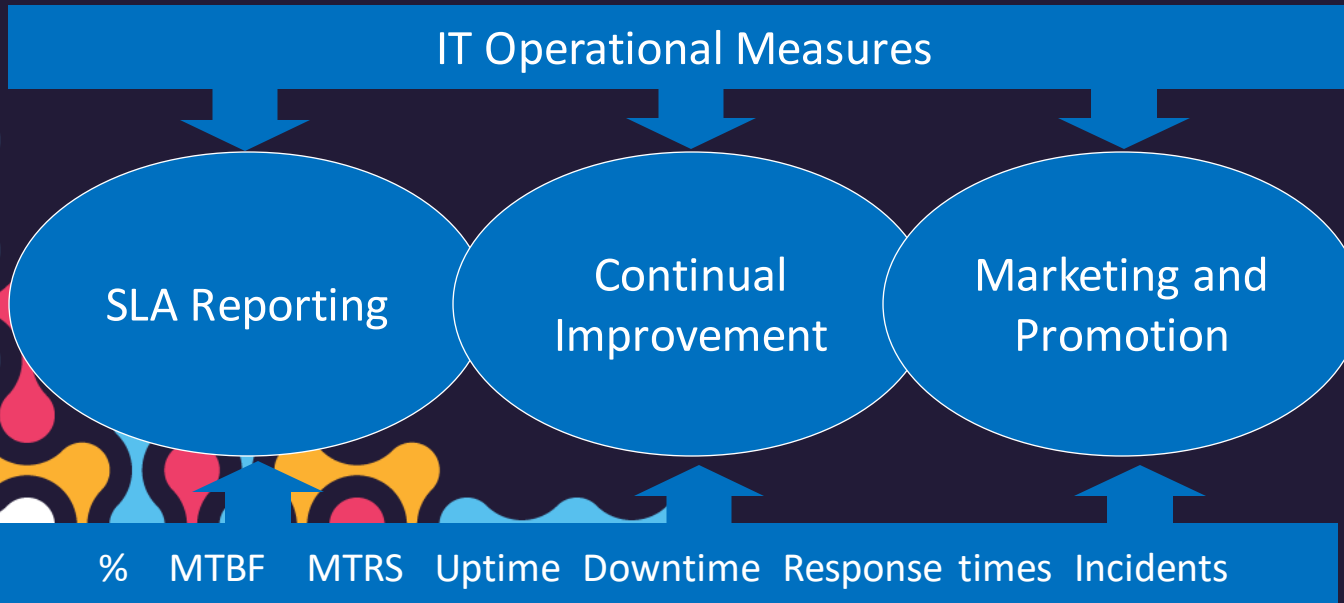 IT Operational Measures
SLA Reporting
Continual
Improvement
Marketing and
Promotion
% MTBF MTRS Uptime Downtime Response times Incidents